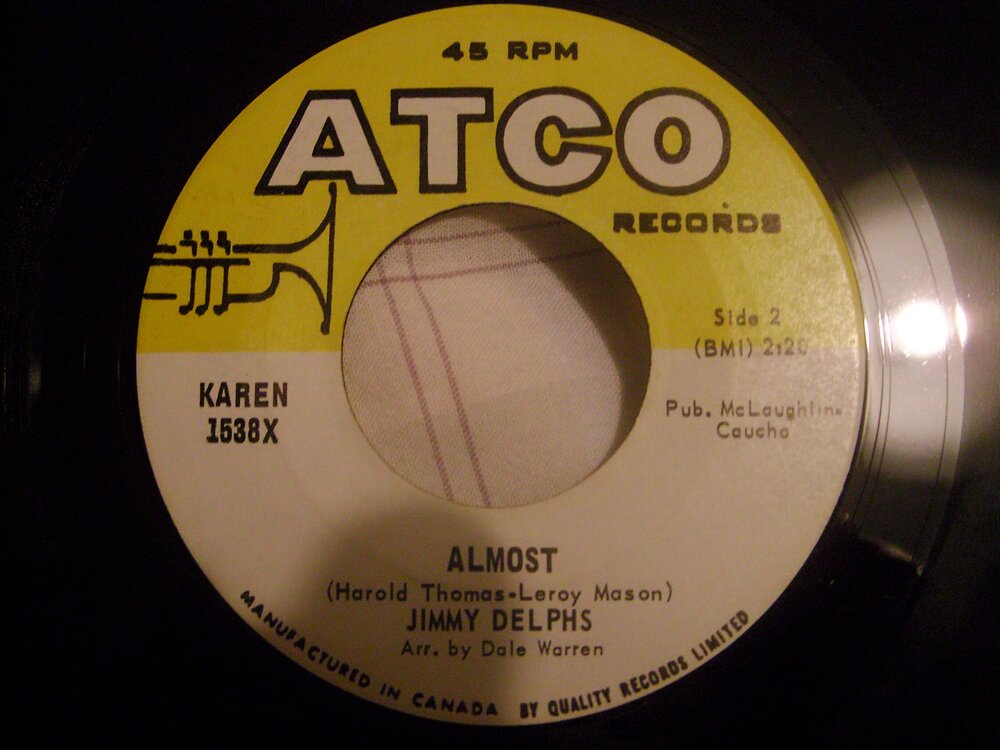 45 RPM
ATCO
RECORDS
Side 2
(BMI) 2:20
KAREN
1538X
Pub. McLaughlin-
Caucho
ALMOST
(Harold Thomas-Leroy Mason)
JIMMY DELPHS
Arr. by Dale Warren
MANUFACTURED IN CANADA BY QUALITY RECORDS LIMITED